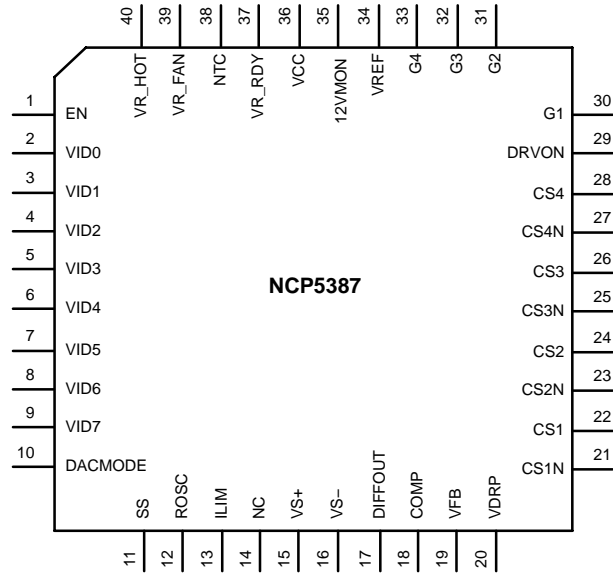 40 39 38 37 36 35 34 33 32 31
VR_HOT VR_FAN NTC VR_RDY VCC 12VMON VREF G4 G3 G2
1 EN
2 VID0
3 VID1
4 VID2
5 VID3
6 VID4
7 VID5
8 VID6
9 VID7
10 DACMODE
NCP5387
G1 30
DRVON 29
CS4 28
CS4N 27
CS3 26
CS3N 25
CS2 24
CS2N 23
CS1 22
CS1N 21
SS ROSC ILIM NC VS+ VS− DIFFOUT COMP VFB VDRP
11 12 13 14 15 16 17 18 19 20